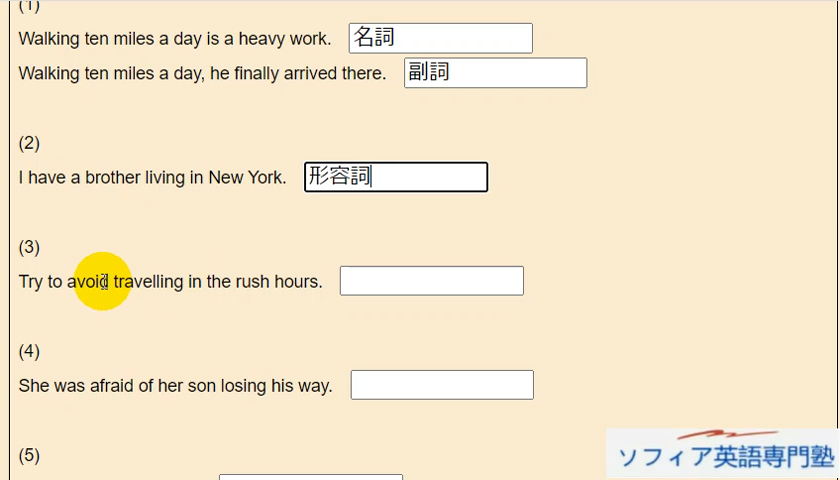 (1)
Walking ten miles a day is a heavy work. 名詞
Walking ten miles a day, he finally arrived there. 副詞
(2)
I have a brother living in New York. 形容詞
(3)
Try to avoid travelling in the rush hours.
(4)
She was afraid of her son losing his way.
(5)
ソフィア英語専門塾